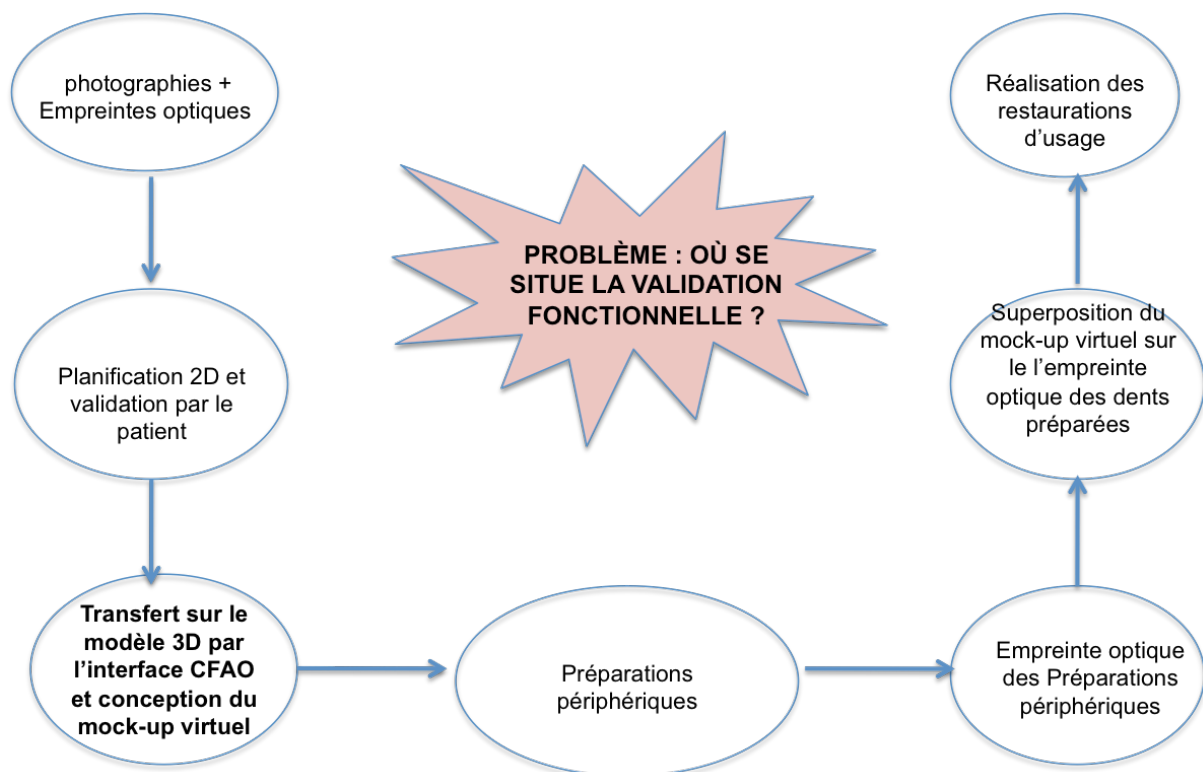 photographies +
Empreintes optiques
Planification 2D et
validation par le
patient
Transfert sur le
modèle 3D par
l'interface CFAO
et conception du
mock-up virtuel
Préparations
périphériques
Empreinte optique
des Préparations
périphériques
Superposition du
mock-up virtuel sur
le l'empreinte
optique des dents
préparées
Réalisation des
restaurations
d'usage
PROBLÈME : OÙ SE
SITUE LA VALIDATION
FONCTIONNELLE ?